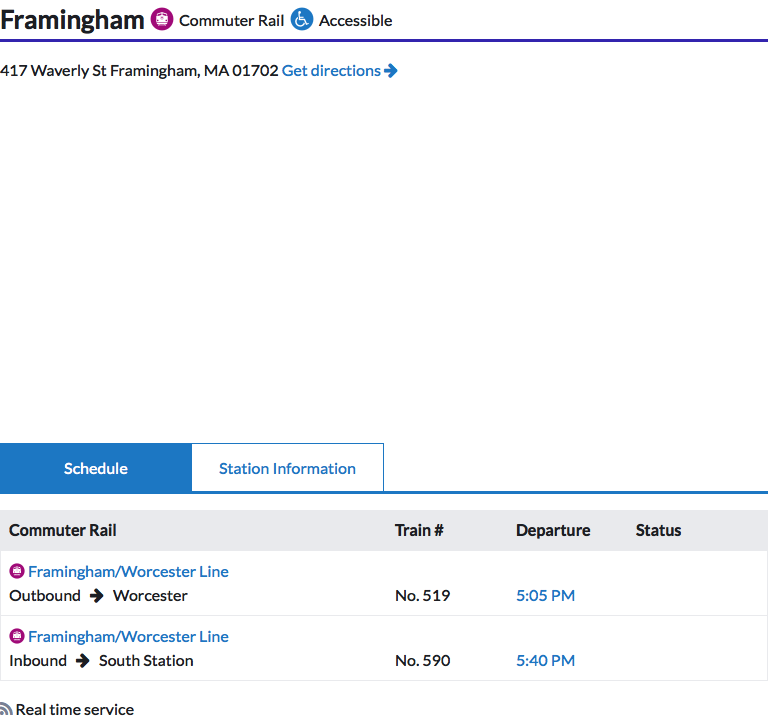 Framingham Commuter Rail Accessible
417 Waverly St Framingham, MA 01702 Get directions
Schedule Station Information
Commuter Rail Train # Departure Status
Framingham/Worcester Line
Outbound Worcester No. 519 5:05 PM
Framingham/Worcester Line
Inbound South Station No. 590 5:40 PM
Real time service